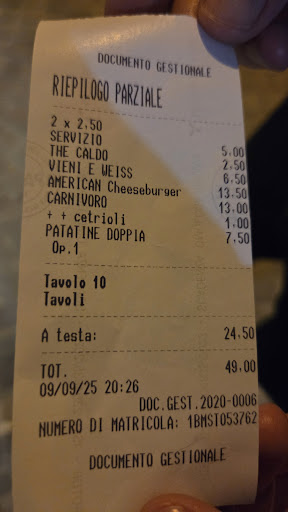 DOCUMENTO GESTIONALE
RIEPILOGO PARZIALE
2 x 2,50
SERVIZIO 5,00
THE CALDO 2,50
VIENI E WEISS 6,50
AMERICAN Cheeseburger 13,50
CARNIVORO 13,00
+ + cetrioli 1,00
PATATINE DOPPIA 7,50
Op.1
Tavolo 10
Tavoli
A testa: 24,50
TOT. 49,00
09/09/25 20:26
DOC.GEST.2020-0006
NUMERO DI MATRICOLA: 1BMST053762
DOCUMENTO GESTIONALE